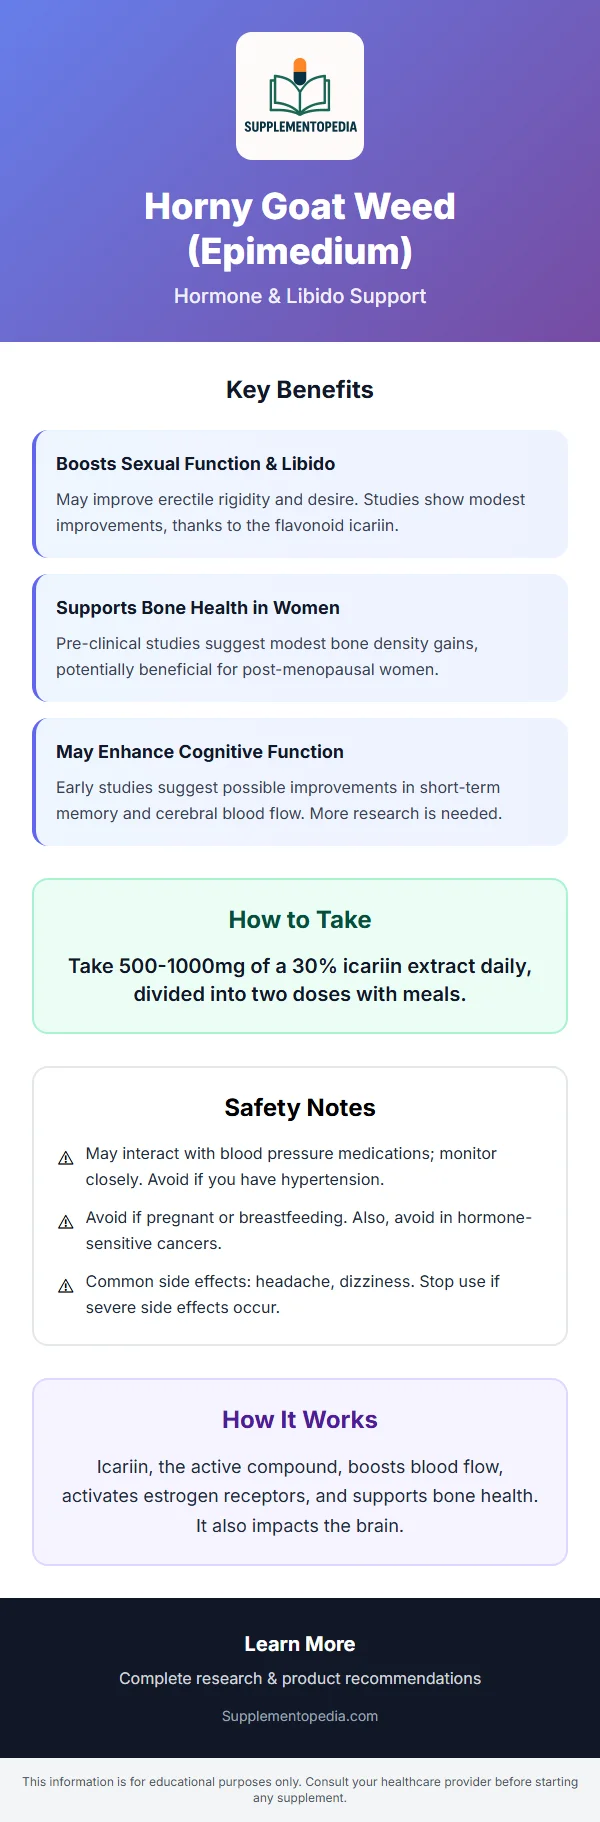 SUPPLEMENTOPEDIA
Horny Goat Weed
(Epimedium)
Hormone & Libido Support
Key Benefits
Boosts Sexual Function & Libido
May improve erectile rigidity and desire. Studies show modest
improvements, thanks to the flavonoid icariin.
Supports Bone Health in Women
Pre-clinical studies suggest modest bone density gains,
potentially beneficial for post-menopausal women.
May Enhance Cognitive Function
Early studies suggest possible improvements in short-term
memory and cerebral blood flow. More research is needed.
How to Take
Take 500-1000mg of a 30% icariin extract daily,
divided into two doses with meals.
Safety Notes
⚠ May interact with blood pressure medications; monitor
closely. Avoid if you have hypertension.
⚠ Avoid if pregnant or breastfeeding. Also, avoid in hormone-
sensitive cancers.
⚠ Common side effects: headache, dizziness. Stop use if
severe side effects occur.
How It Works
Icariin, the active compound, boosts blood flow,
activates estrogen receptors, and supports bone health.
It also impacts the brain.
Learn More
Complete research & product recommendations
Supplementopedia.com
This information is for educational purposes only. Consult your healthcare provider before starting
any supplement.